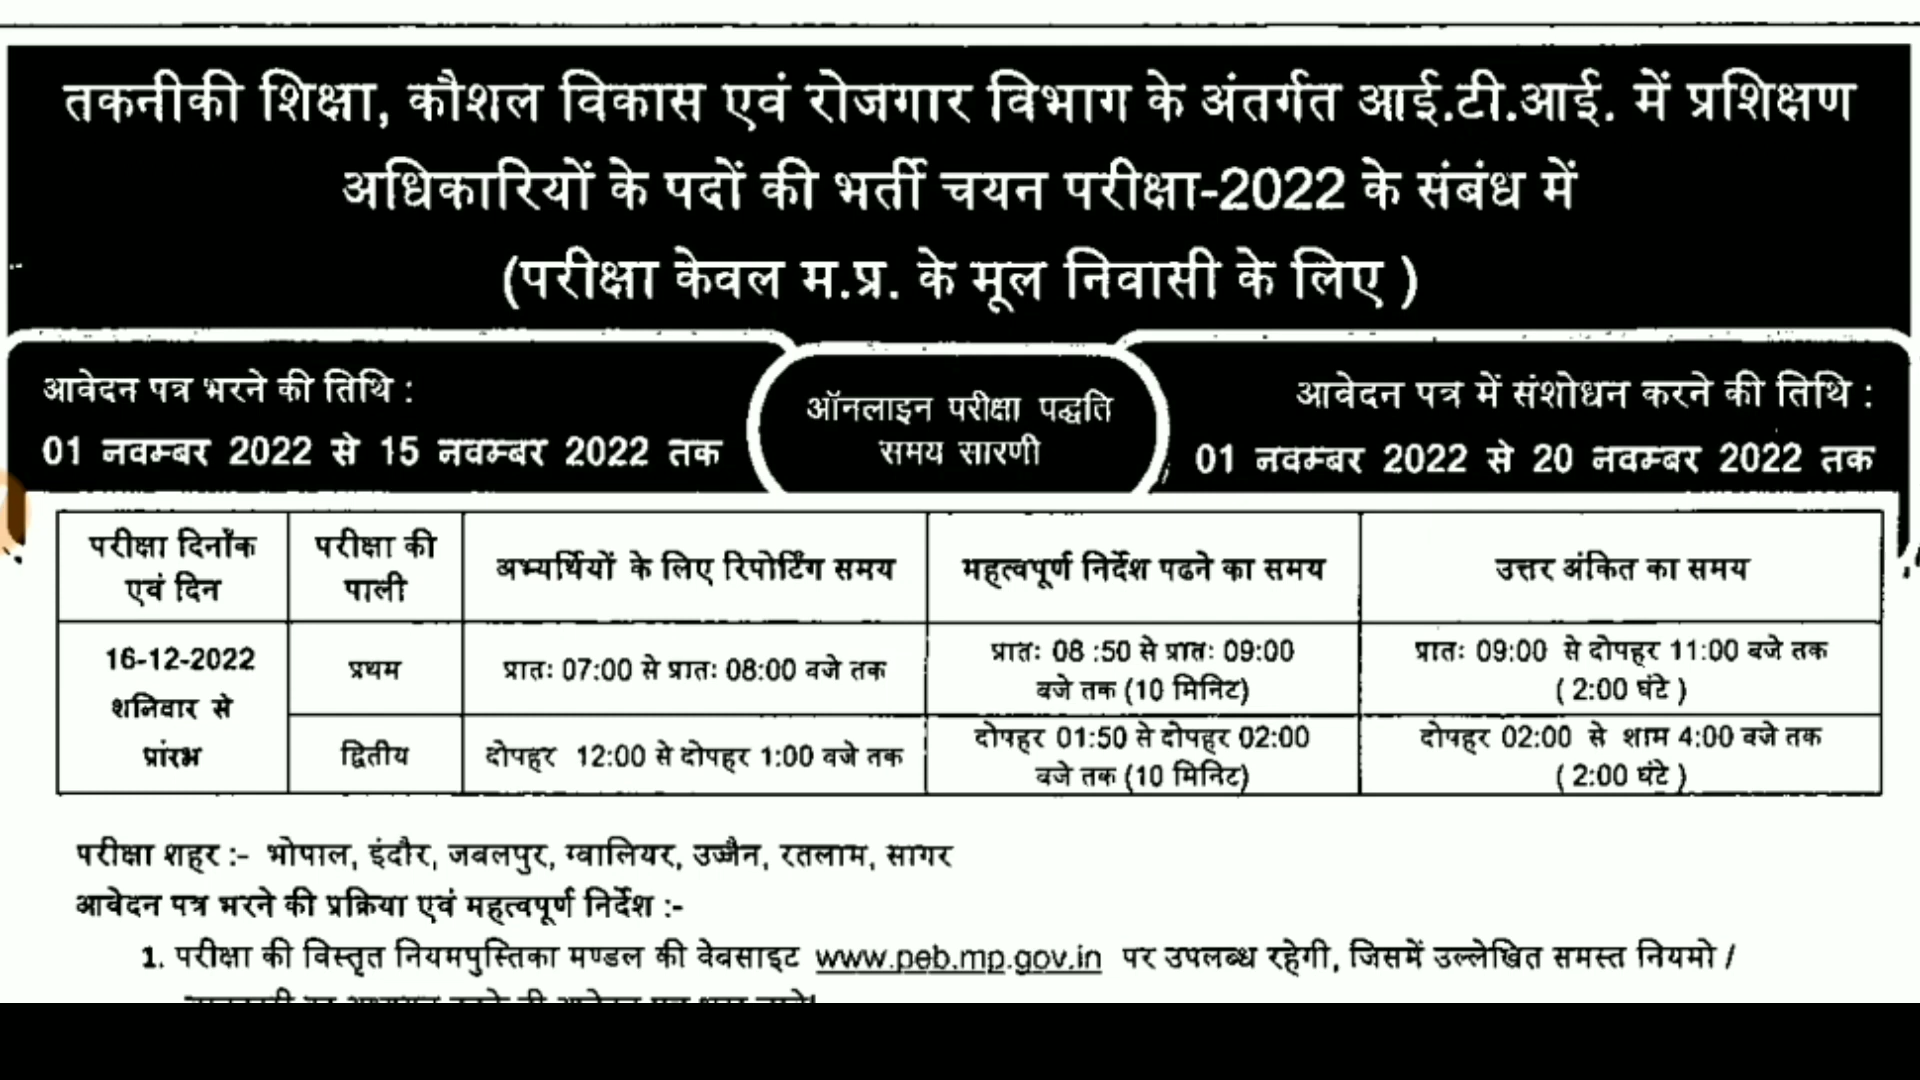 तकनीकी शिक्षा, कौशल विकास एवं रोजगार विभाग के अंतर्गत आई.टी.आई. में प्रशिक्षण
अधिकारियों के पदों की भर्ती चयन परीक्षा-2022 के संबंध में
(परीक्षा केवल म.प्र. के मूल निवासी के लिए )
आवेदन पत्र भरने की तिथि :
01 नवम्बर 2022 से 15 नवम्बर 2022 तक
ऑनलाइन परीक्षा पद्धति
समय सारणी
आवेदन पत्र में संशोधन करने की तिथि :
01 नवम्बर 2022 से 20 नवम्बर 2022 तक
परीक्षा दिनाँक
एवं दिन
परीक्षा की
पाली
अभ्यर्थियों के लिए रिपोर्टिंग समय
महत्वपूर्ण निर्देश पढने का समय
उत्तर अंकित का समय
16-12-2022
शनिवार से
प्रांरभ
प्रथम
प्रातः 07:00 से प्रातः 08:00 वजे तक
प्रातः 08 :50 से प्रातः 09:00
वजे तक (10 मिनिट)
प्रातः 09:00 से दोपहर 11:00 बजे तक
( 2:00 घंटे )
द्वितीय
दोपहर 12:00 से दोपहर 1:00 वजे तक
दोपहर 01:50 से दोपहर 02:00
वजे तक (10 मिनिट)
दोपहर 02:00 से शाम 4:00 बजे तक
( 2:00 घंटे )
परीक्षा शहर :- भोपाल, इंदौर, जबलपुर, ग्वालियर, उज्जैन, रतलाम, सागर
आवेदन पत्र भरने की प्रक्रिया एवं महत्वपूर्ण निर्देश :-
1. परीक्षा की विस्तृत नियमपुस्तिका मण्डल की वेबसाइट www.peb.mp.gov.in पर उपलब्ध रहेगी, जिसमें उल्लेखित समस्त नियमो /